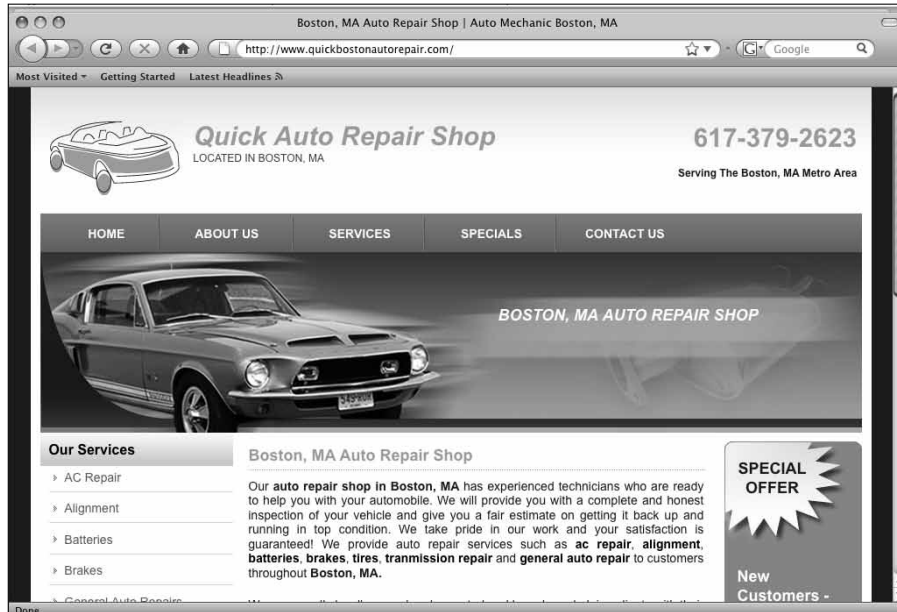 Boston, MA Auto Repair Shop | Auto Mechanic Boston, MA
http://www.quickbostonautorepair.com/
G
Google
Most Visited
Getting Started
Latest Headlines
Quick Auto Repair Shop
LOCATED IN BOSTON, MA
617-379-2623
Serving The Boston, MA Metro Area
HOME
ABOUT US
SERVICES
SPECIALS
CONTACT US
BOSTON, MA AUTO REPAIR SHOP
Our Services
AC Repair
Alignment
Batteries
Brakes
General Auto Repairs
Boston, MA Auto Repair Shop
Our auto repair shop in Boston, MA has experienced technicians who are ready
to help you with your automobile. We will provide you with a complete and honest
inspection of your vehicle and give you a fair estimate on getting it back up and
running in top condition. We take pride in our work and your satisfaction is
guaranteed! We provide auto repair services such as ac repair, alignment,
batteries, brakes, tires, tranmission repair and general auto repair to customers
throughout Boston, MA.
SPECIAL
OFFER
New
Customers -
Done